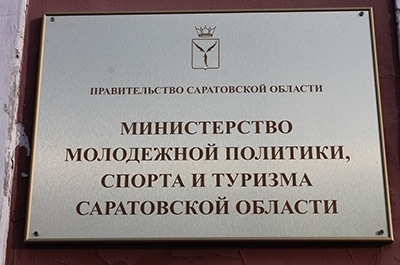 ПРАВИТЕЛЬСТВО САРАТОВСКОЙ ОБЛАСТИ
МИНИСТЕРСТВО
МОЛОДЕЖНОЙ ПОЛИТИКИ,
СПОРТА И ТУРИЗМА
САРАТОВСКОЙ ОБЛАСТИ